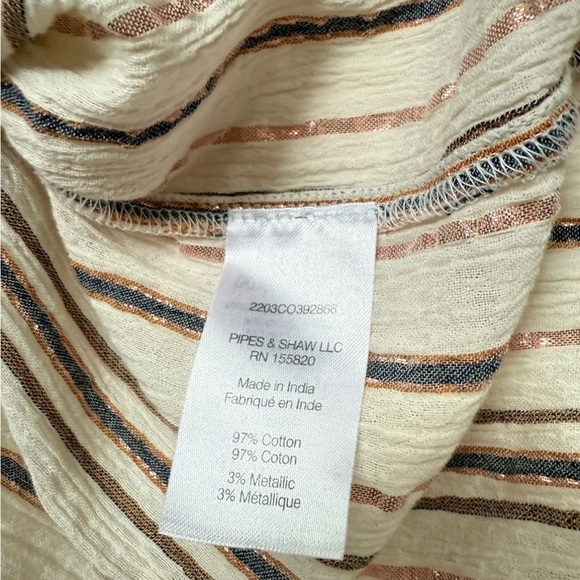 2203CO392866
PIPES & SHAW LLC
RN 155820
Made in India
Fabriqué en Inde
97% Cotton
97% Coton
3% Metallic
3% Métallique